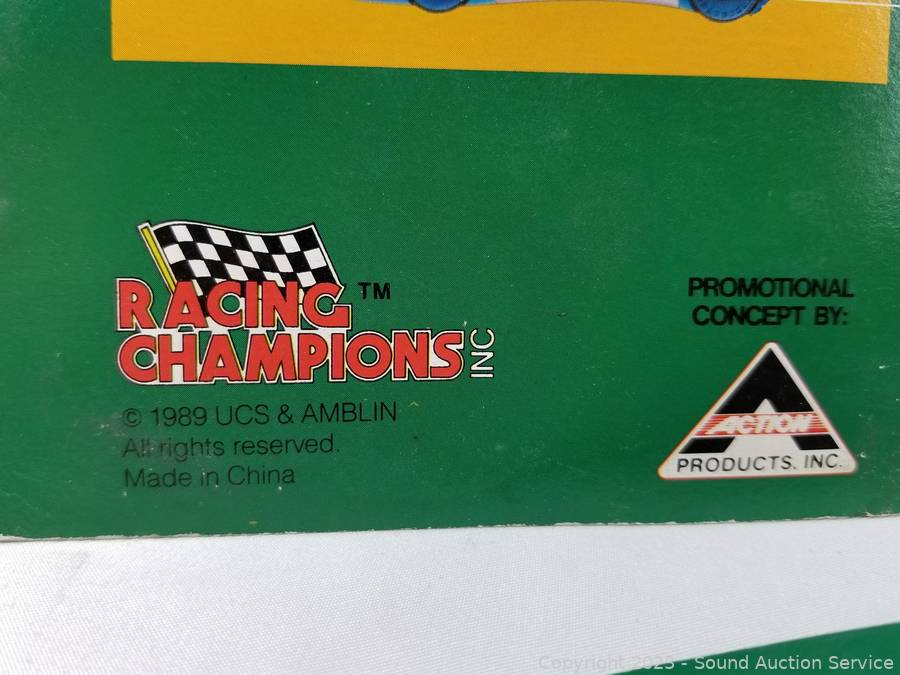 RACING TM
CHAMPIONS INC
© 1989 UCS & AMBLIN
All rights reserved.
Made in China
PROMOTIONAL
CONCEPT BY:
ACTION
PRODUCTS, INC.
Copyright 2023 - Sound Auction Service